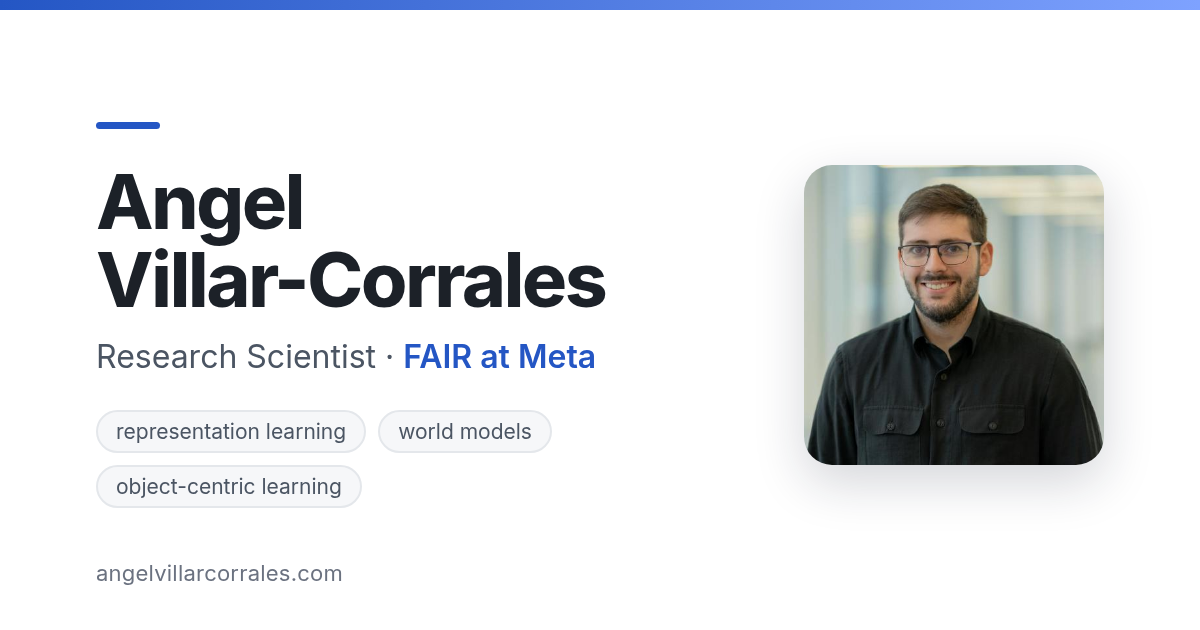 Angel
Villar-Corrales
Research Scientist · FAIR at Meta
representation learning
world models
object-centric learning
angelvillarcorrales.com